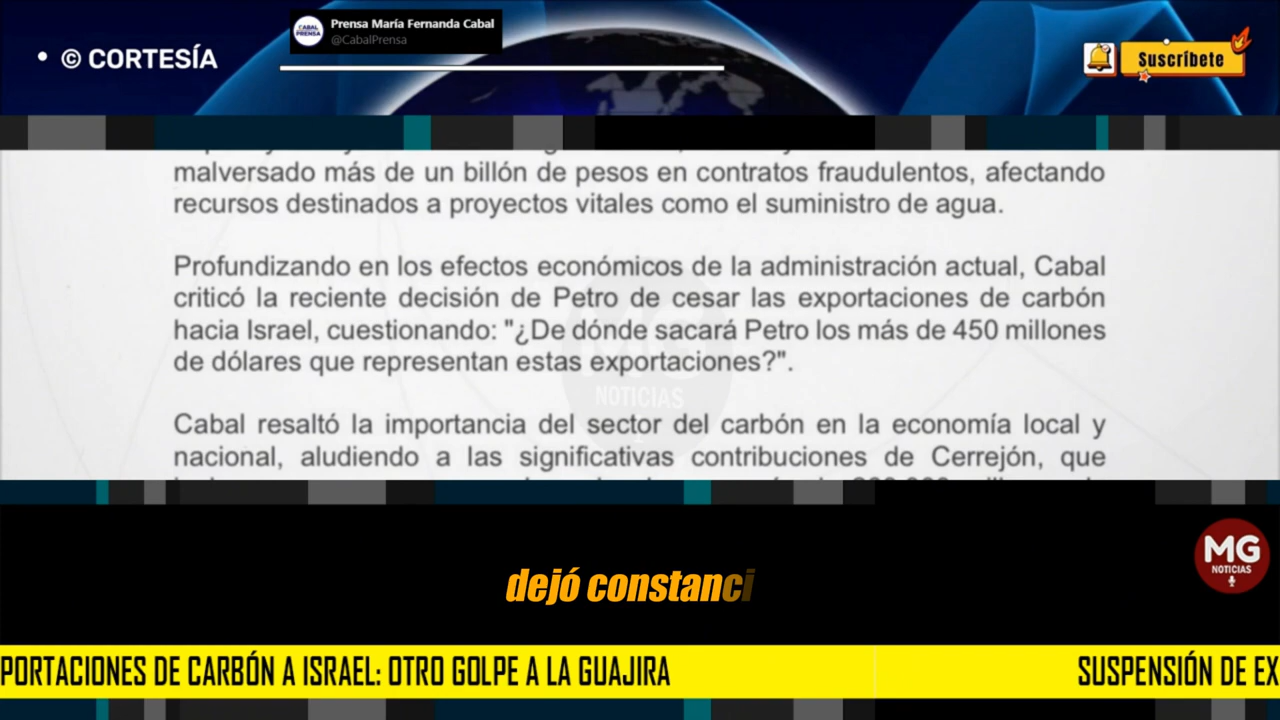 Prensa María Fernanda Cabal
@CabalPrensa
CABAL
PRENSA
• © CORTESÍA
Suscríbete
malversado más de un billón de pesos en contratos fraudulentos, afectando
recursos destinados a proyectos vitales como el suministro de agua.
Profundizando en los efectos económicos de la administración actual, Cabal
criticó la reciente decisión de Petro de cesar las exportaciones de carbón
hacia Israel, cuestionando: "¿De dónde sacará Petro los más de 450 millones
de dólares que representan estas exportaciones?".
MG
NOTICIAS
Cabal resaltó la importancia del sector del carbón en la economía local y
nacional, aludiendo a las significativas contribuciones de Cerrejón, que
MG
NOTICIAS
dejó constanci
PORTACIONES DE CARBÓN A ISRAEL: OTRO GOLPE A LA GUAJIRA
SUSPENSIÓN DE EX